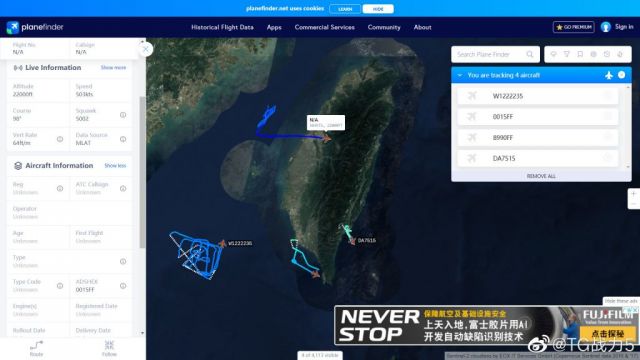 planefinder.net uses cookies
LEARN
HIDE
planefinder
Historical Flight Data
Apps
Commercial Services
Community
About
GO PREMIUM
Sign in
Flight No.
Callsign
N/A
N/A
Live Information
Show more
Altitude
Speed
22000ft
503kts
Course
Squawk
98°
5002
Vert Rate
Data Source
64ft/m
MLAT
Aircraft Information
Show less
Reg
ATC Callsign
Unknown
Unknown
Operator
Unknown
Age
First Flight
Unknown
Unknown
Type
Unknown
Type Code
ADSHEX
Unknown
0015FF
Engine(s)
Registered Date
Unknown
Unknown
Rollout Date
Delivery Date
Route
Follow
N/A
W1222235
DA7515
Search Plane Finder
You are tracking 4 aircraft
W1222235
0015FF
8990FF
DA7515
REMOVE ALL
Hide these ads
NEVER
STOP
保障航空及基础设施安全
上天入地,富士胶片用AI
开发自动缺陷识别技术
FUJIFILM
点击探秘
@TG战力5